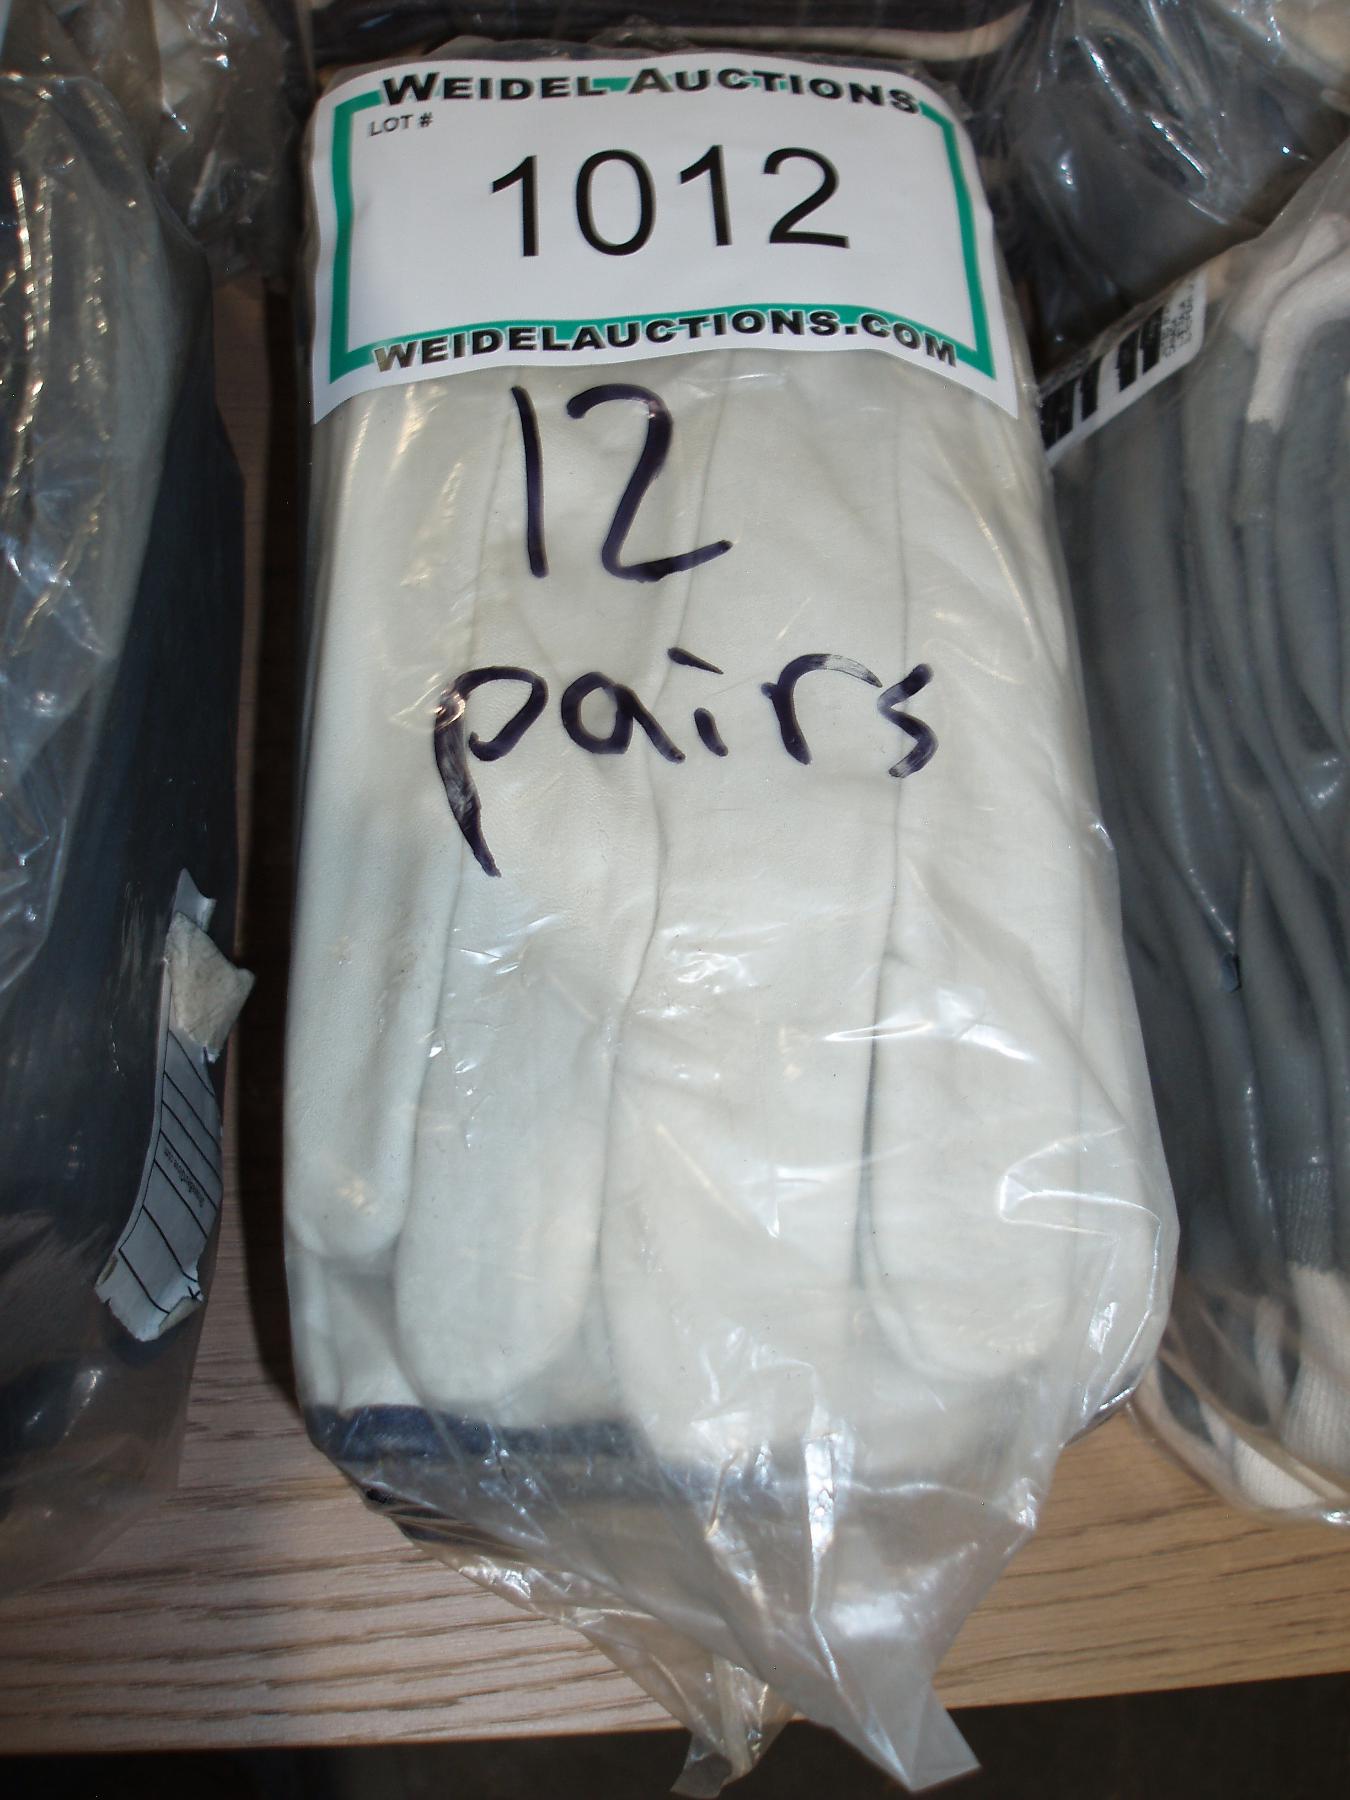 WEIDEL AUCTIONS
LOT #
1012
WEIDELAUCTIONS.COM
12
pairs